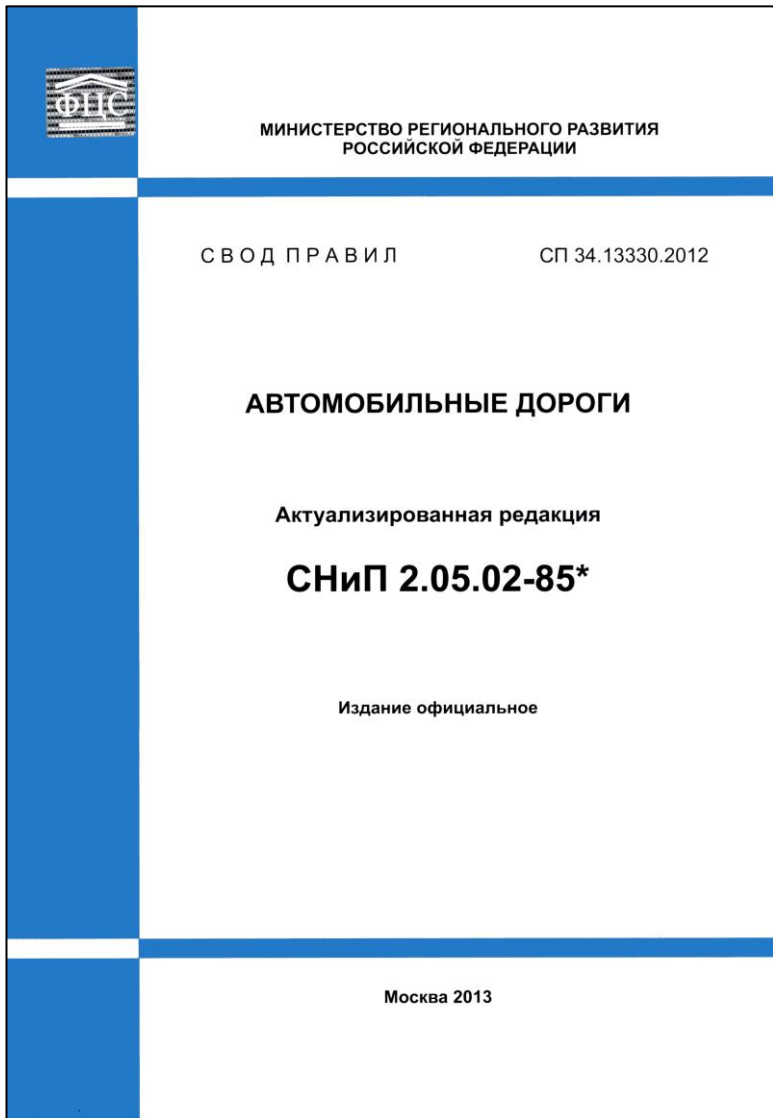 ФЦС
МИНИСТЕРСТВО РЕГИОНАЛЬНОГО РАЗВИТИЯ
РОССИЙСКОЙ ФЕДЕРАЦИИ
СВОД ПРАВИЛ СП 34.13330.2012
АВТОМОБИЛЬНЫЕ ДОРОГИ
Актуализированная редакция
СНиП 2.05.02-85*
Издание официальное
Москва 2013